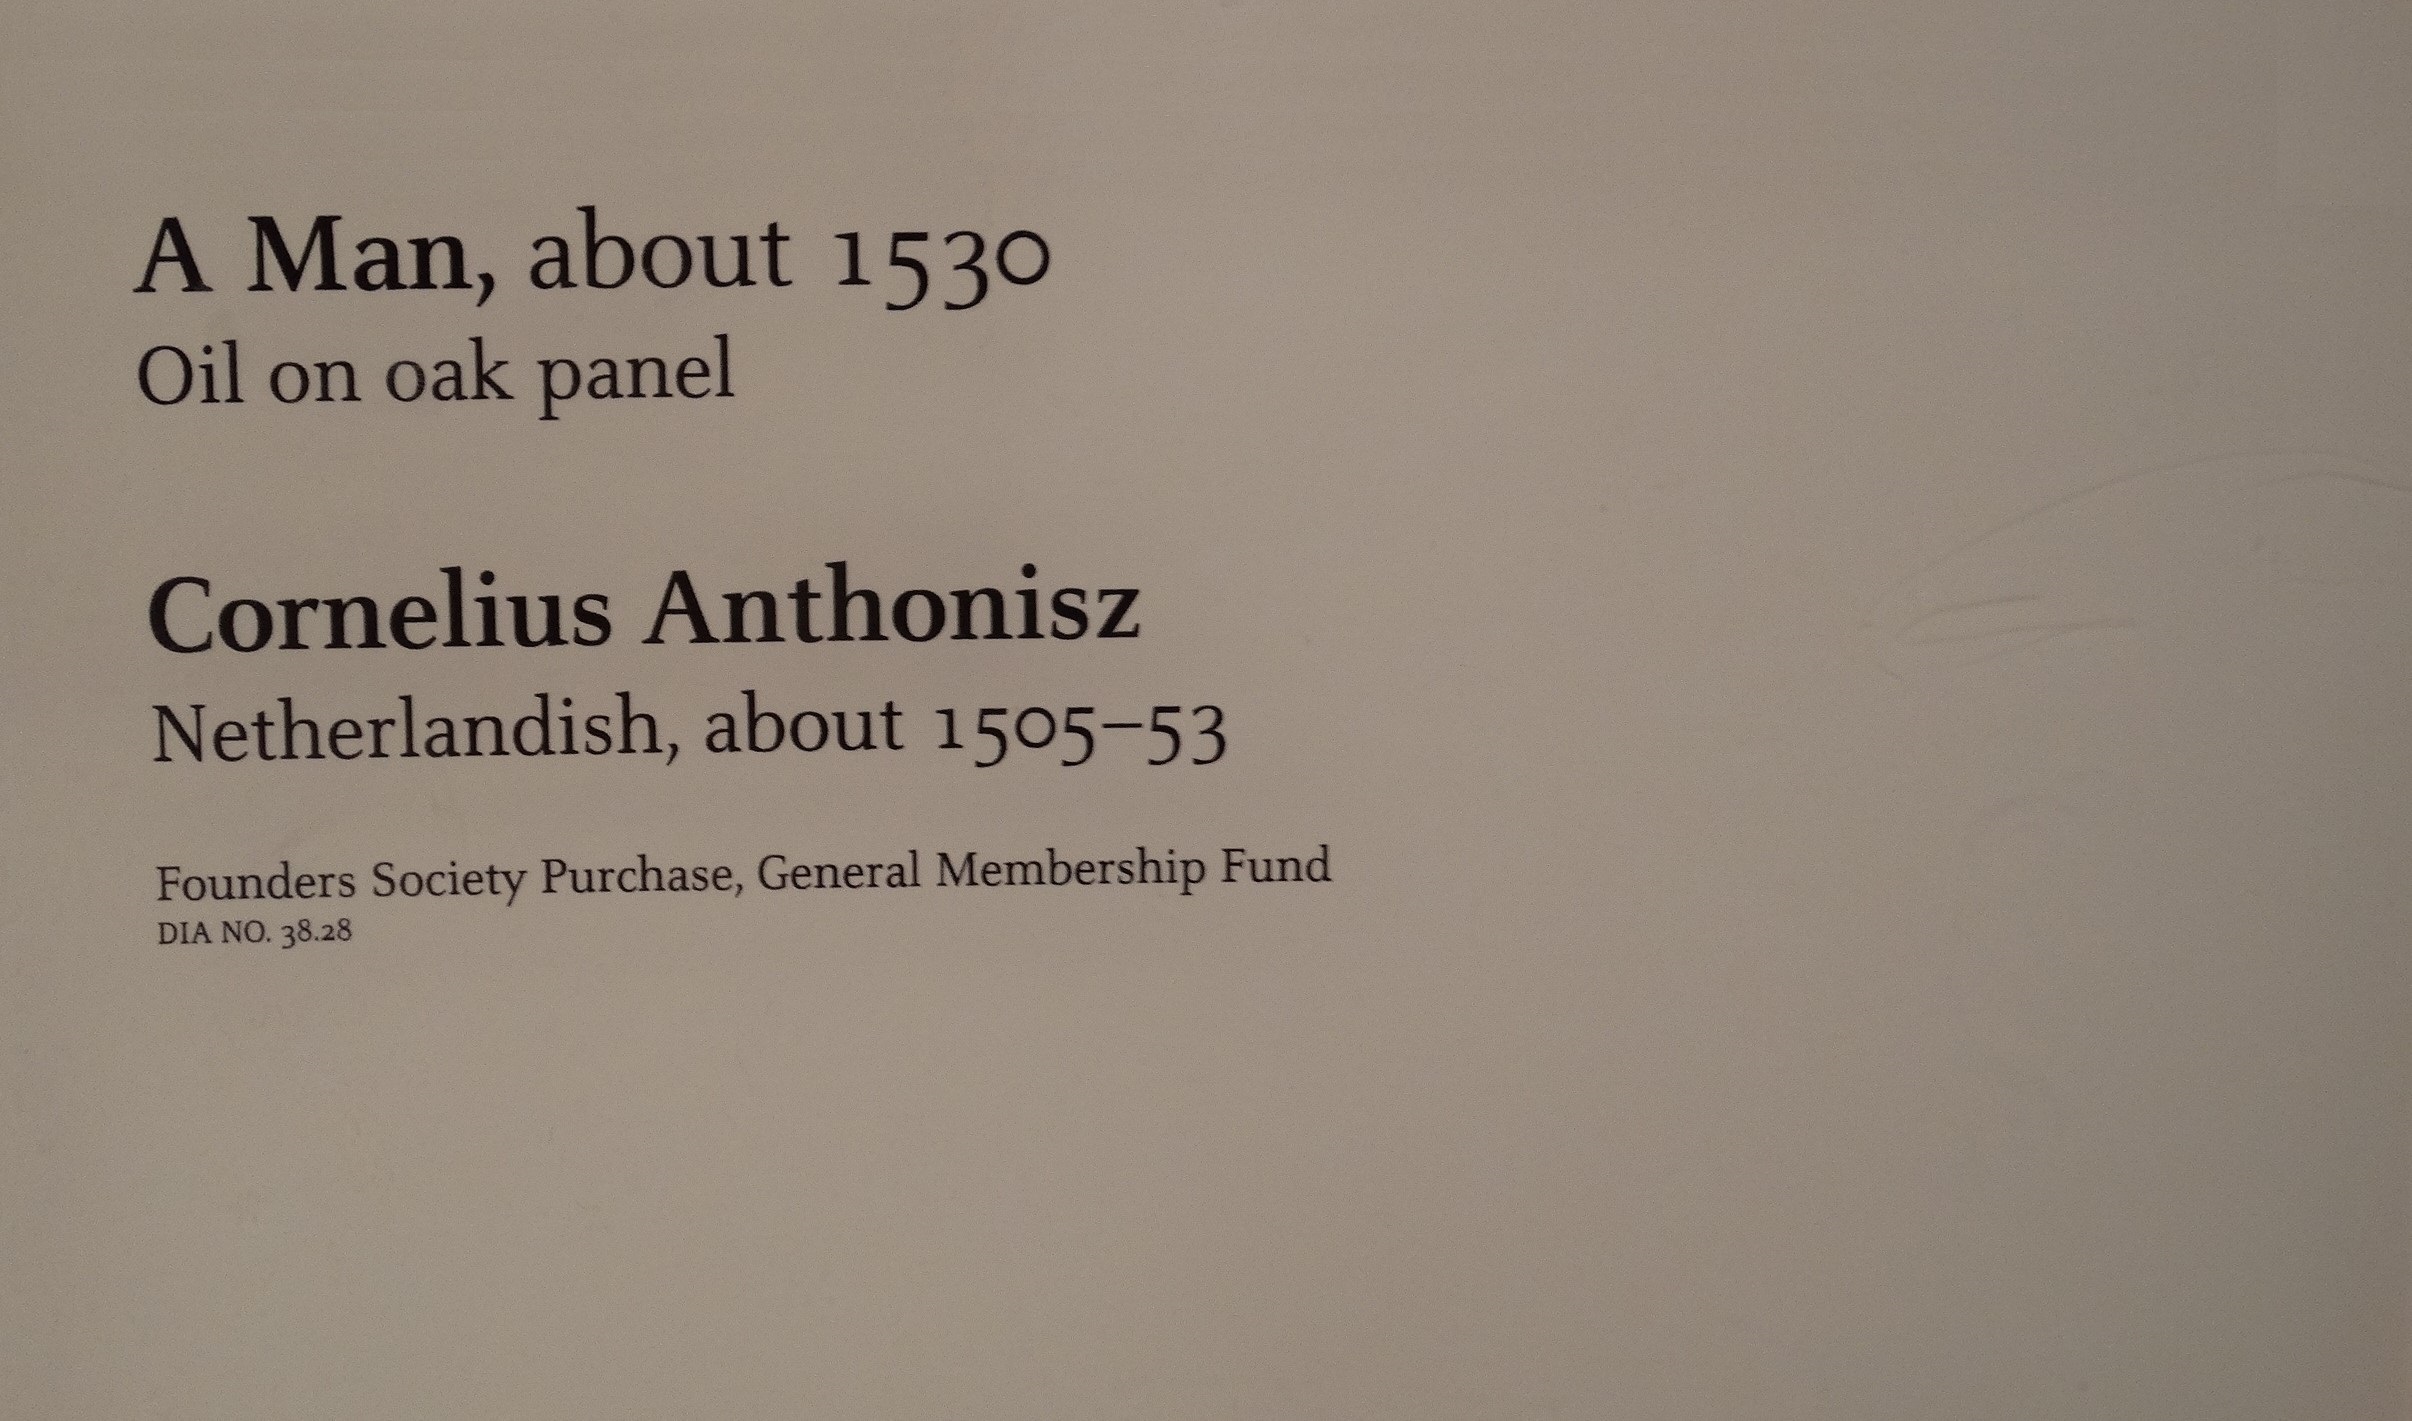 A Man, about 1530
Oil on oak panel
Cornelius Anthonisz
Netherlandish, about 1505–53
Founders Society Purchase, General Membership Fund
DIA NO. 38.28